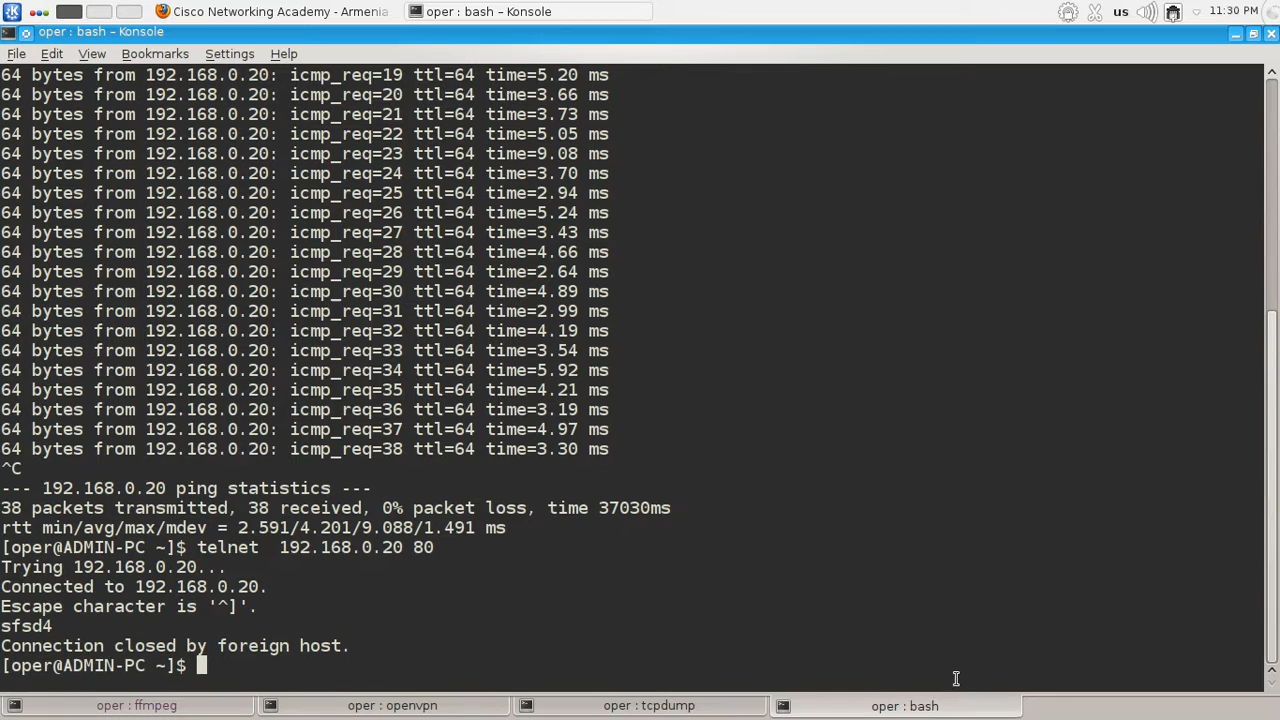 Cisco Networking Academy - Armenia
oper : bash – Konsole
us
11:30 PM
oper : bash – Konsole
File Edit View Bookmarks Settings Help
64 bytes from 192.168.0.20: icmp_req=19 ttl=64 time=5.20 ms
64 bytes from 192.168.0.20: icmp_req=20 ttl=64 time=3.66 ms
64 bytes from 192.168.0.20: icmp_req=21 ttl=64 time=3.73 ms
64 bytes from 192.168.0.20: icmp_req=22 ttl=64 time=5.05 ms
64 bytes from 192.168.0.20: icmp_req=23 ttl=64 time=9.08 ms
64 bytes from 192.168.0.20: icmp_req=24 ttl=64 time=3.70 ms
64 bytes from 192.168.0.20: icmp_req=25 ttl=64 time=2.94 ms
64 bytes from 192.168.0.20: icmp_req=26 ttl=64 time=5.24 ms
64 bytes from 192.168.0.20: icmp_req=27 ttl=64 time=3.43 ms
64 bytes from 192.168.0.20: icmp_req=28 ttl=64 time=4.66 ms
64 bytes from 192.168.0.20: icmp_req=29 ttl=64 time=2.64 ms
64 bytes from 192.168.0.20: icmp_req=30 ttl=64 time=4.89 ms
64 bytes from 192.168.0.20: icmp_req=31 ttl=64 time=2.99 ms
64 bytes from 192.168.0.20: icmp_req=32 ttl=64 time=4.19 ms
64 bytes from 192.168.0.20: icmp_req=33 ttl=64 time=3.54 ms
64 bytes from 192.168.0.20: icmp_req=34 ttl=64 time=5.92 ms
64 bytes from 192.168.0.20: icmp_req=35 ttl=64 time=4.21 ms
64 bytes from 192.168.0.20: icmp_req=36 ttl=64 time=3.19 ms
64 bytes from 192.168.0.20: icmp_req=37 ttl=64 time=4.97 ms
64 bytes from 192.168.0.20: icmp_req=38 ttl=64 time=3.30 ms
^C
--- 192.168.0.20 ping statistics ---
38 packets transmitted, 38 received, 0% packet loss, time 37030ms
rtt min/avg/max/mdev = 2.591/4.201/9.088/1.491 ms
[oper@ADMIN-PC ~]$ telnet  192.168.0.20 80
Trying 192.168.0.20...
Connected to 192.168.0.20.
Escape character is '^]'.
sfsd4
Connection closed by foreign host.
[oper@ADMIN-PC ~]$
oper : ffmpeg
oper : openvpn
oper : tcpdump
oper : bash